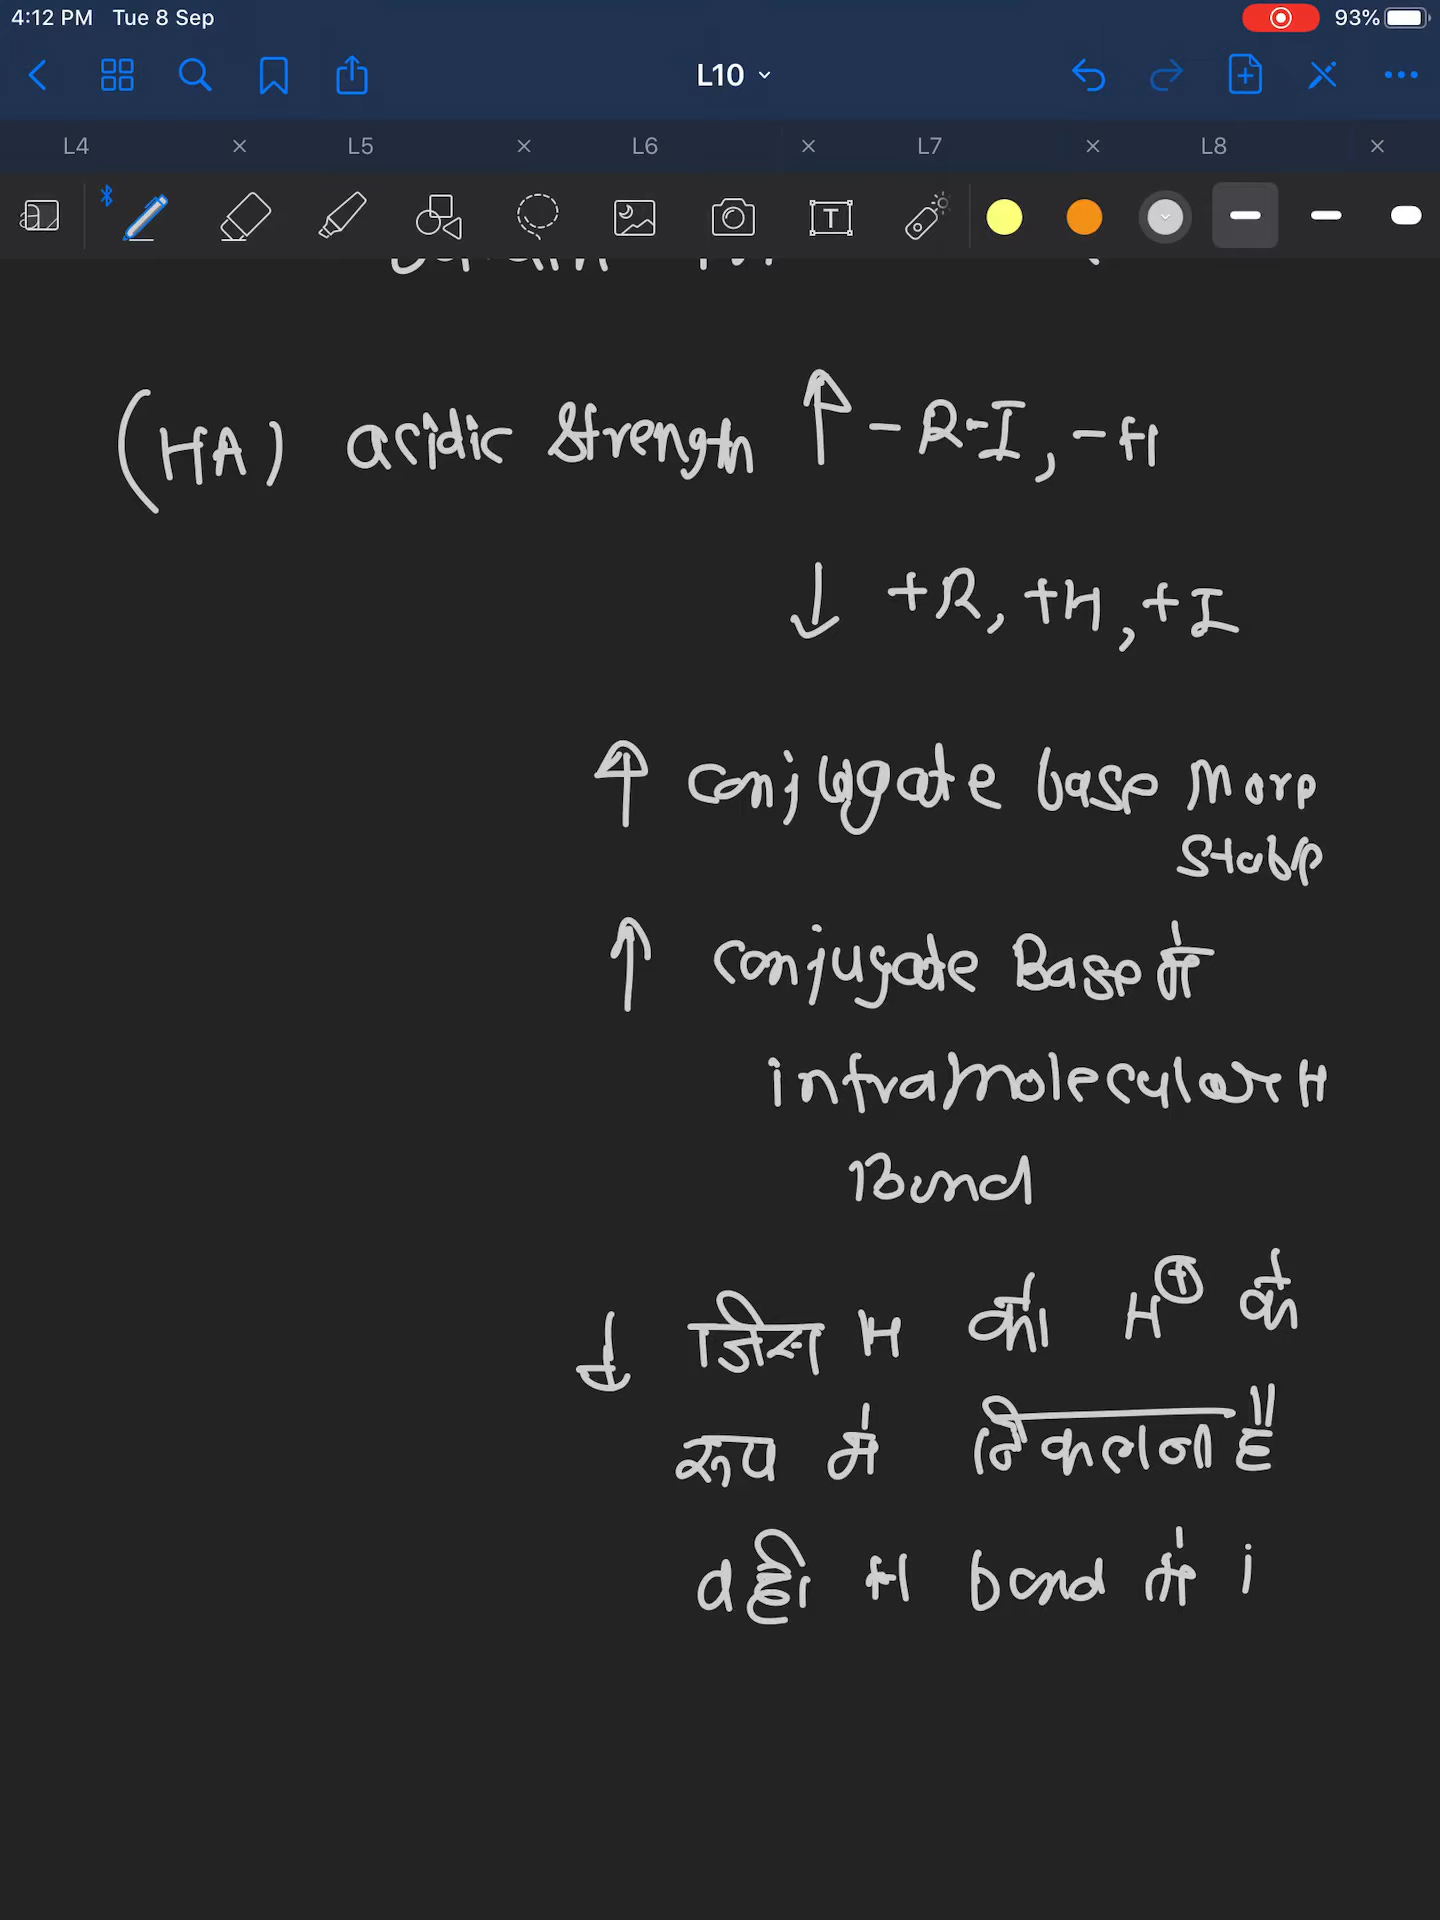 4:12 PM Tue 8 Sep 93%
L10
L4 × L5 × L6 × L7 × L8 ×
(HA) acidic strength ↑ -R-I, -H
↓ +R, +H, +I
↑ conjugate base more
stable
↑ conjugate Base में
intramolecular H
Bond
↓ जिस H को H⊕ के
रूप में निकलना है
वही H bond में i